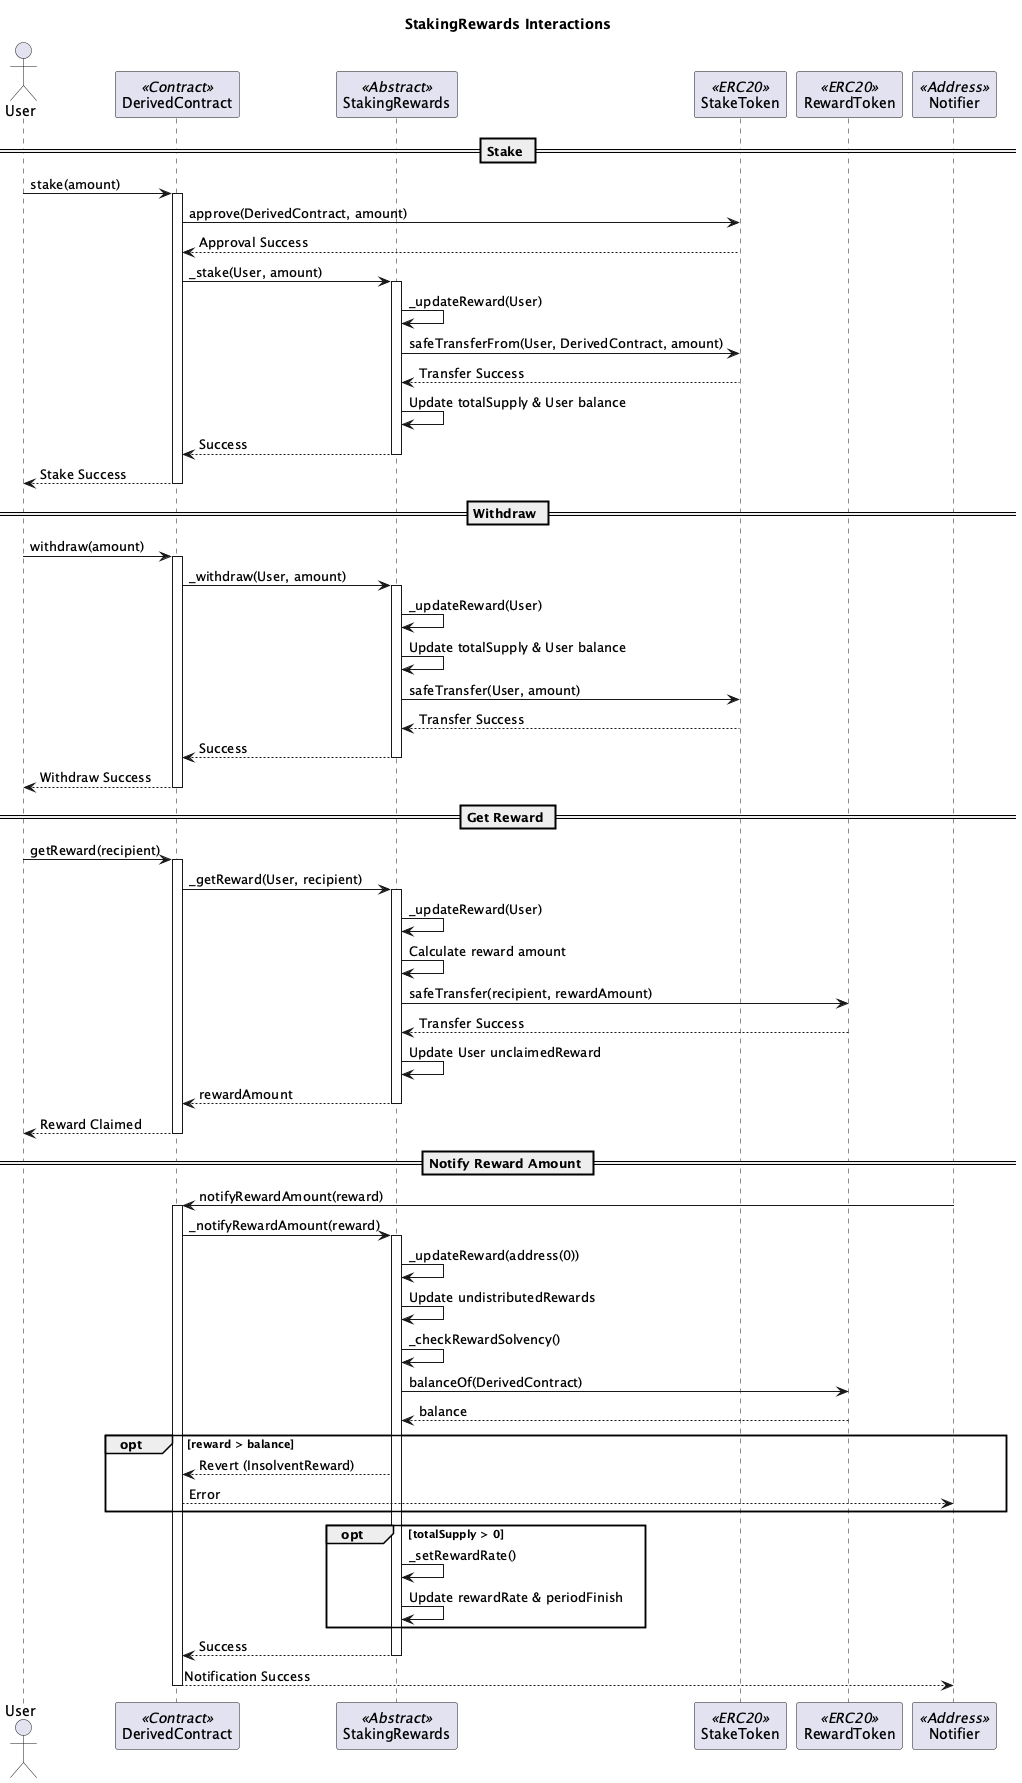 StakingRewards Interactions
User
«Contract»
DerivedContract
«Abstract»
StakingRewards
«ERC20»
StakeToken
«ERC20»
RewardToken
«Address»
Notifier
Stake
stake(amount)
approve(DerivedContract, amount)
Approval Success
_stake(User, amount)
_updateReward(User)
safeTransferFrom(User, DerivedContract, amount)
Transfer Success
Update totalSupply & User balance
Success
Stake Success
Withdraw
withdraw(amount)
_withdraw(User, amount)
_updateReward(User)
Update totalSupply & User balance
safeTransfer(User, amount)
Transfer Success
Success
Withdraw Success
Get Reward
getReward(recipient)
_getReward(User, recipient)
_updateReward(User)
Calculate reward amount
safeTransfer(recipient, rewardAmount)
Transfer Success
Update User unclaimedReward
rewardAmount
Reward Claimed
Notify Reward Amount
notifyRewardAmount(reward)
_notifyRewardAmount(reward)
_updateReward(address(0))
Update undistributedRewards
_checkRewardSolvency()
balanceOf(DerivedContract)
balance
opt [reward > balance]
Revert (InsolventReward)
Error
opt [totalSupply > 0]
_setRewardRate()
Update rewardRate & periodFinish
Success
Notification Success
User
«Contract»
DerivedContract
«Abstract»
StakingRewards
«ERC20»
StakeToken
«ERC20»
RewardToken
«Address»
Notifier